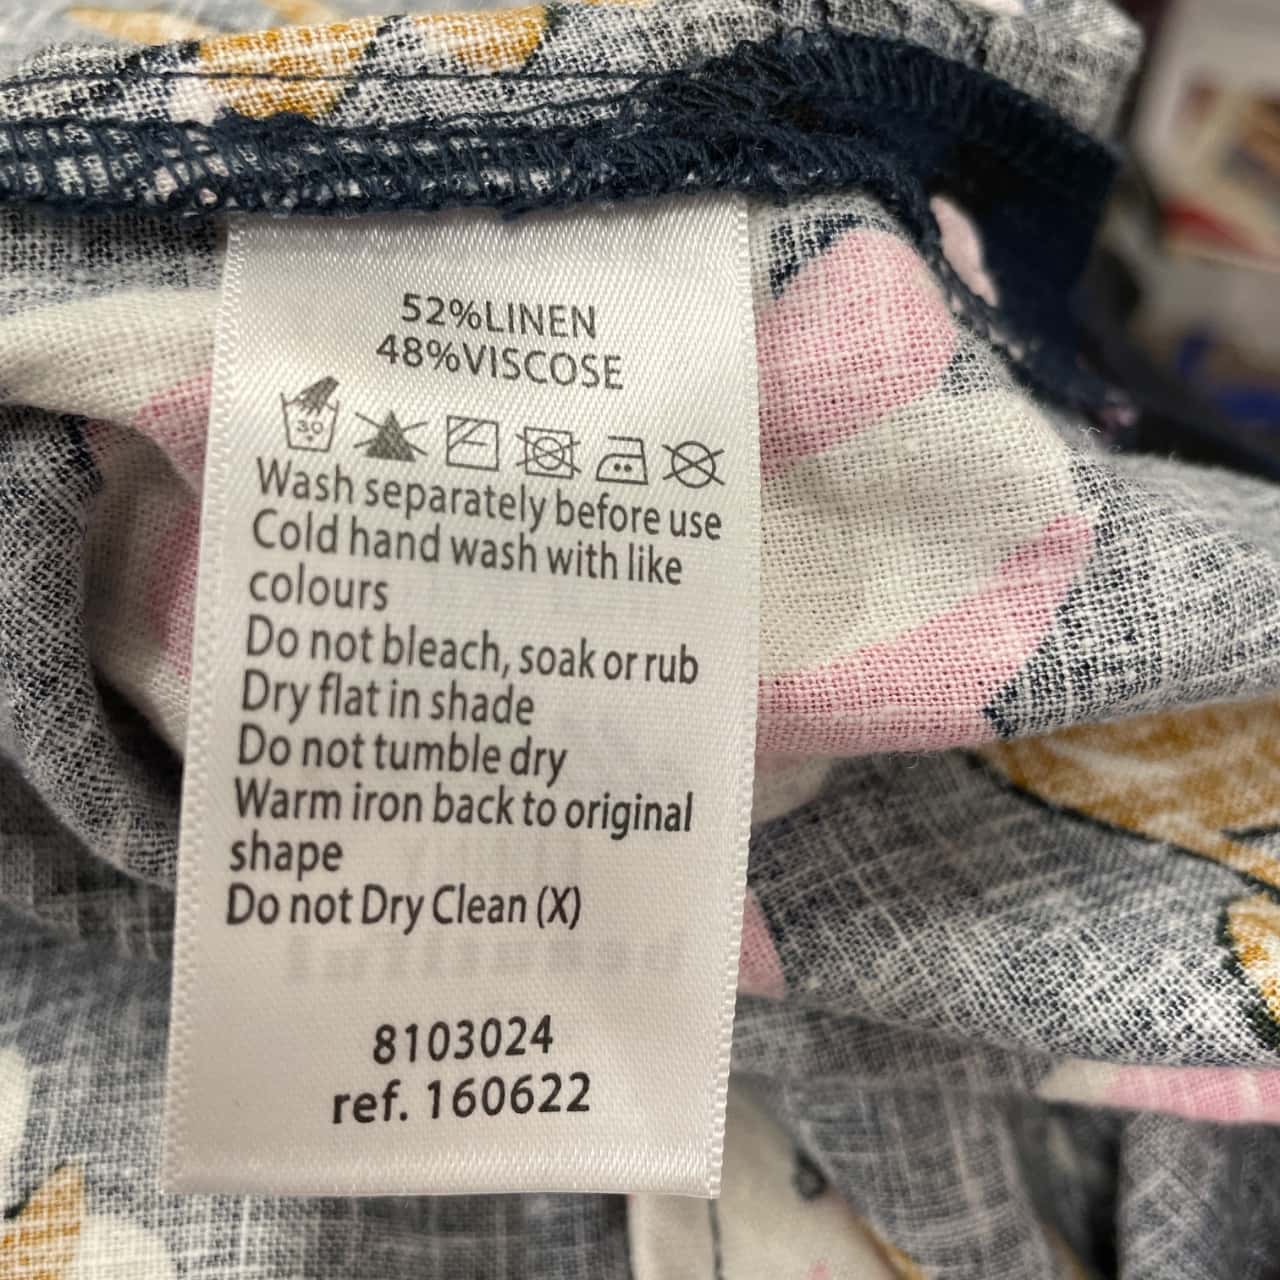 52%LINEN
48%VISCOSE
30
Wash separately before use
Cold hand wash with like
colours
Do not bleach, soak or rub
Dry flat in shade
Do not tumble dry
Warm iron back to original
shape
Do not Dry Clean (X)
8103024
ref. 160622